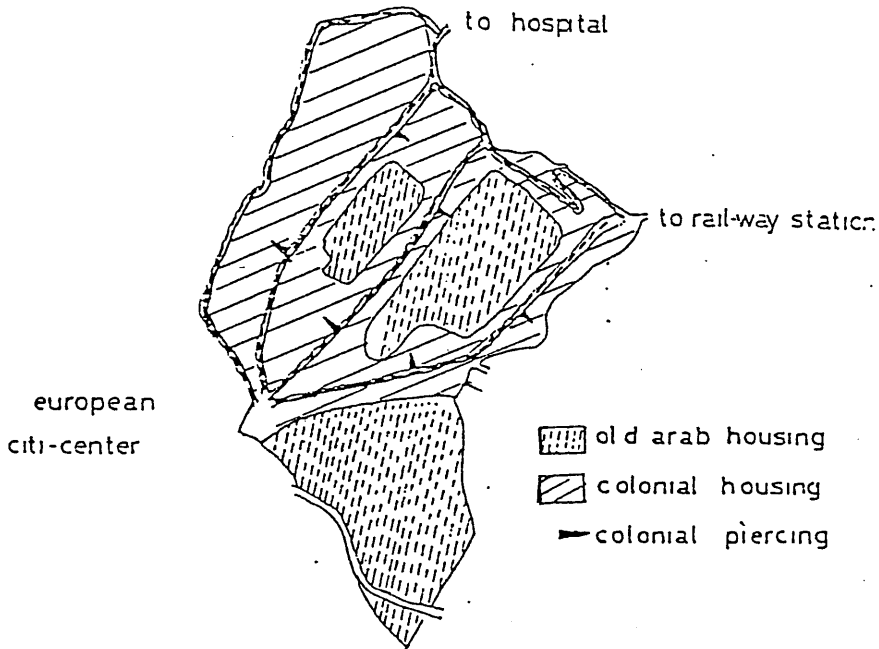 to hospital
to rail-way station
european
citi-center
old arab housing
colonial housing
colonial piercing